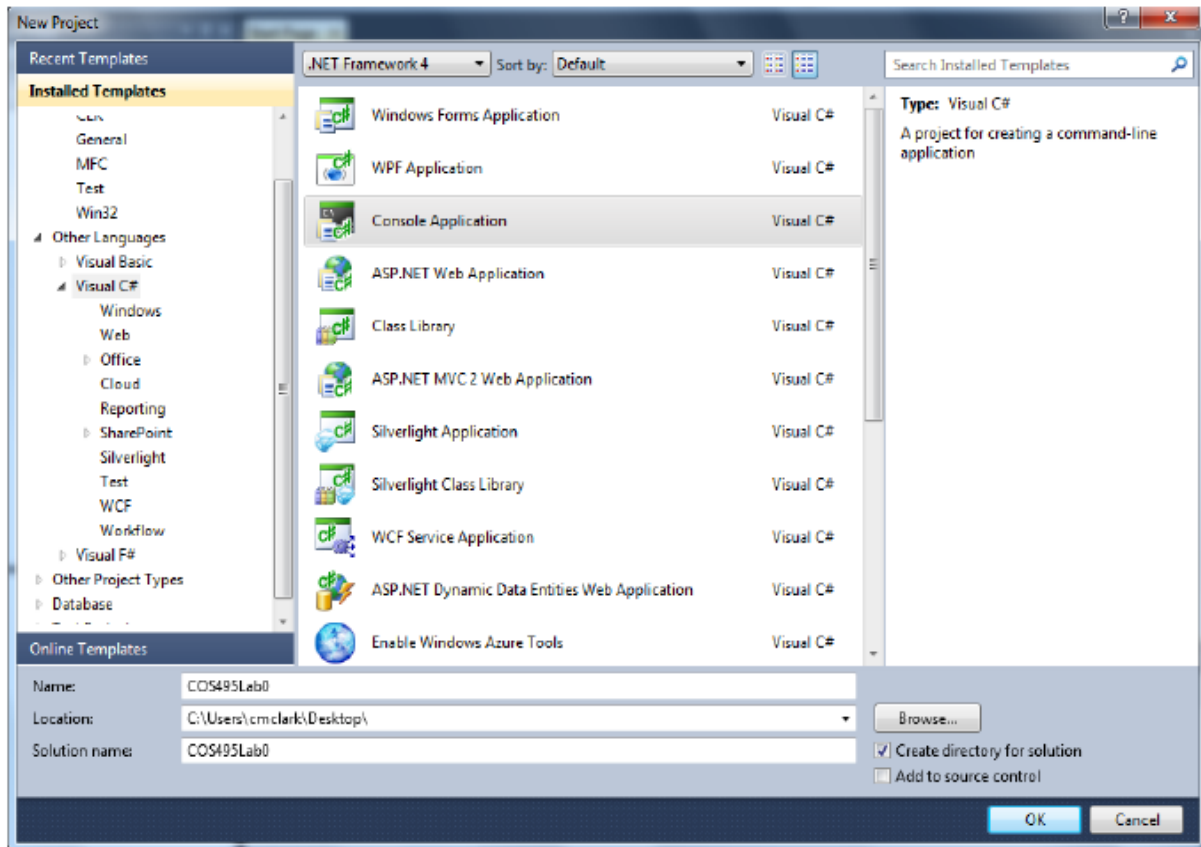 New Project
Recent Templates
Installed Templates
CLR
General
MFC
Test
Win32
Other Languages
Visual Basic
Visual C#
Windows
Web
Office
Cloud
Reporting
SharePoint
Silverlight
Test
WCF
Workflow
Visual F#
Other Project Types
Database
Online Templates
.NET Framework 4 Sort by: Default
Windows Forms Application Visual C#
WPF Application Visual C#
Console Application Visual C#
ASP.NET Web Application Visual C#
Class Library Visual C#
ASP.NET MVC 2 Web Application Visual C#
Silverlight Application Visual C#
Silverlight Class Library Visual C#
WCF Service Application Visual C#
ASP.NET Dynamic Data Entities Web Application Visual C#
Enable Windows Azure Tools Visual C#
Search Installed Templates
Type: Visual C#
A project for creating a command-line
application
Name: COS495Lab0
Location: C:\Users\cmclark\Desktop\
Browse...
Solution name: COS495Lab0
Create directory for solution
Add to source control
OK Cancel